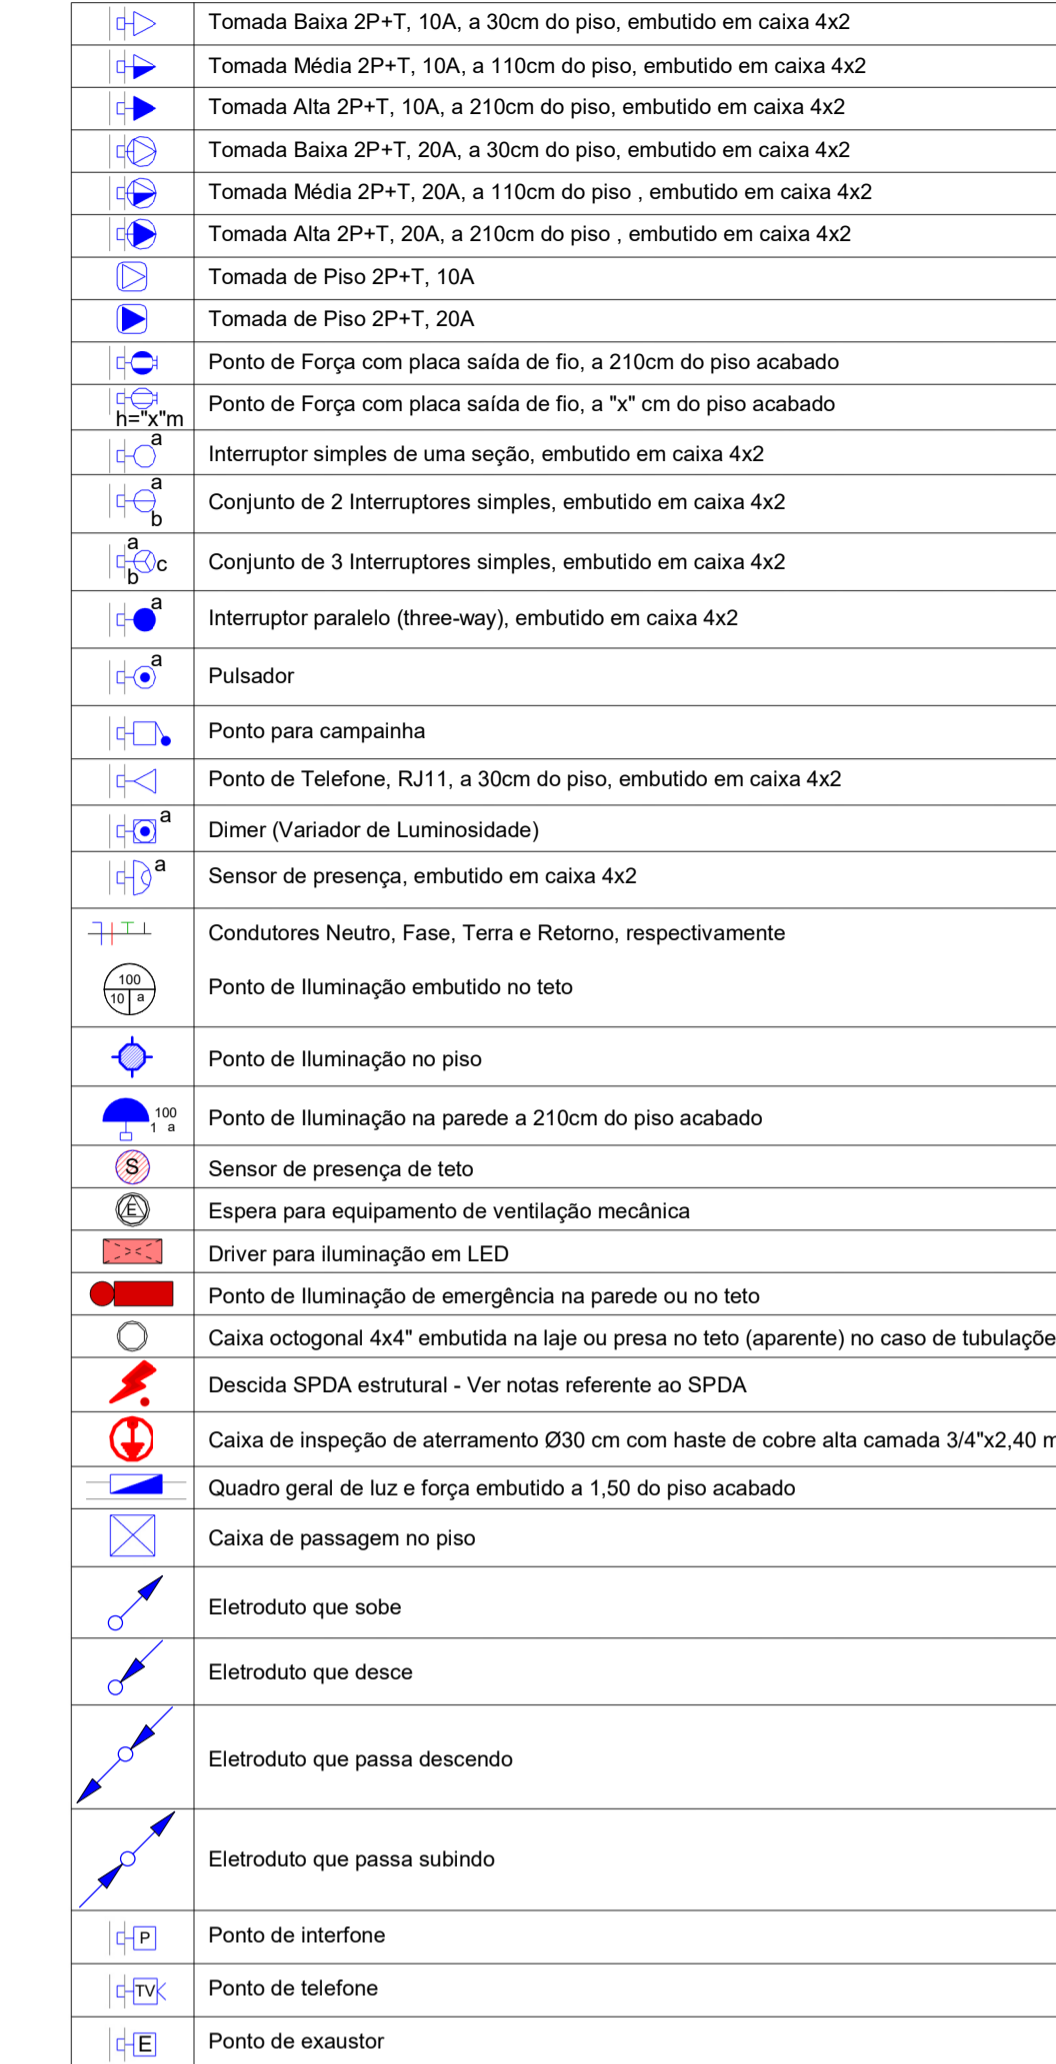 Tomada Baixa 2P+T, 10A, a 30cm do piso, embutido em caixa 4x2
Tomada Média 2P+T, 10A, a 110cm do piso, embutido em caixa 4x2
Tomada Alta 2P+T, 10A, a 210cm do piso, embutido em caixa 4x2
Tomada Baixa 2P+T, 20A, a 30cm do piso, embutido em caixa 4x2
Tomada Média 2P+T, 20A, a 110cm do piso , embutido em caixa 4x2
Tomada Alta 2P+T, 20A, a 210cm do piso , embutido em caixa 4x2
Tomada de Piso 2P+T, 10A
Tomada de Piso 2P+T, 20A
Ponto de Força com placa saída de fio, a 210cm do piso acabado
h="x"m Ponto de Força com placa saída de fio, a "x" cm do piso acabado
a Interruptor simples de uma seção, embutido em caixa 4x2
a b Conjunto de 2 Interruptores simples, embutido em caixa 4x2
a b c Conjunto de 3 Interruptores simples, embutido em caixa 4x2
a Interruptor paralelo (three-way), embutido em caixa 4x2
a Pulsador
Ponto para campainha
Ponto de Telefone, RJ11, a 30cm do piso, embutido em caixa 4x2
a Dimer (Variador de Luminosidade)
a Sensor de presença, embutido em caixa 4x2
Condutores Neutro, Fase, Terra e Retorno, respectivamente
100 10 a Ponto de Iluminação embutido no teto
Ponto de Iluminação no piso
100 1 a Ponto de Iluminação na parede a 210cm do piso acabado
S Sensor de presença de teto
E Espera para equipamento de ventilação mecânica
Driver para iluminação em LED
Ponto de Iluminação de emergência na parede ou no teto
Caixa octogonal 4x4" embutida na laje ou presa no teto (aparente) no caso de tubulaçõe
Descida SPDA estrutural - Ver notas referente ao SPDA
Caixa de inspeção de aterramento Ø30 cm com haste de cobre alta camada 3/4"x2,40 m
Quadro geral de luz e força embutido a 1,50 do piso acabado
Caixa de passagem no piso
Eletroduto que sobe
Eletroduto que desce
Eletroduto que passa descendo
Eletroduto que passa subindo
P Ponto de interfone
TV Ponto de telefone
E Ponto de exaustor